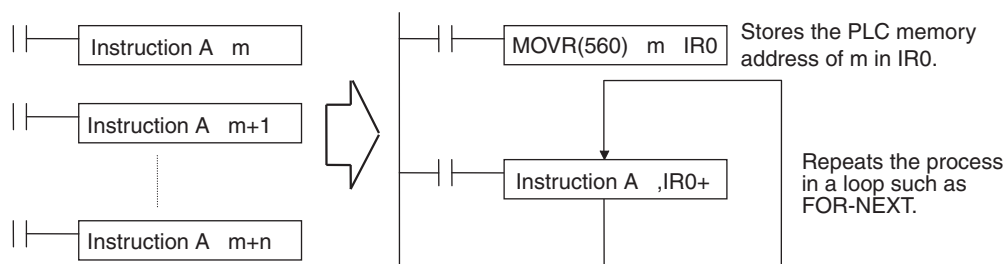 Instruction A m
Instruction A m+1
Instruction A m+n
MOVR(560) m IR0
Stores the PLC memory
address of m in IR0.
Instruction A ,IR0+
Repeats the process
in a loop such as
FOR-NEXT.